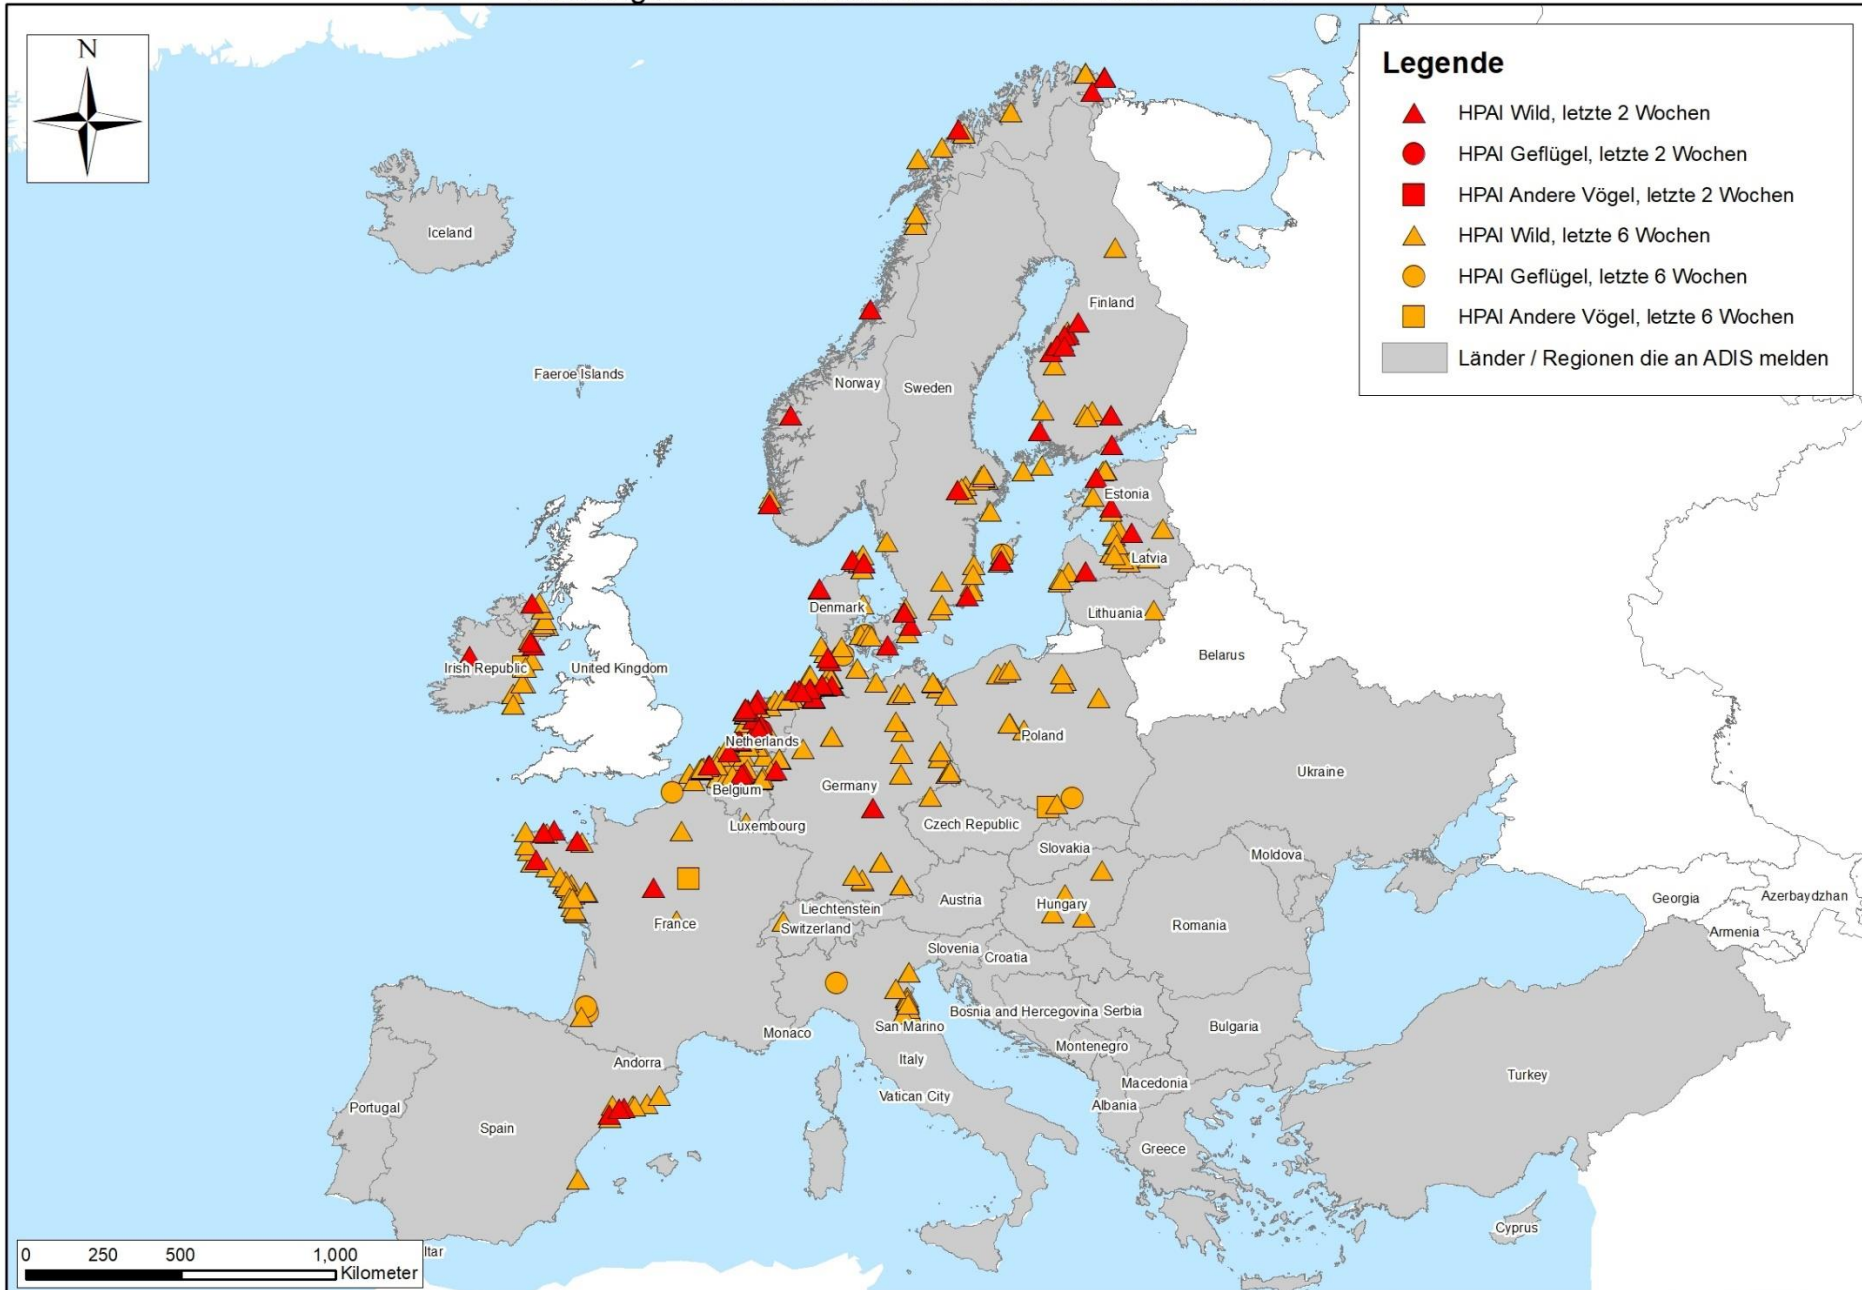 N
Legende
HPAI Wild, letzte 2 Wochen
HPAI Geflügel, letzte 2 Wochen
HPAI Andere Vögel, letzte 2 Wochen
HPAI Wild, letzte 6 Wochen
HPAI Geflügel, letzte 6 Wochen
HPAI Andere Vögel, letzte 6 Wochen
Länder / Regionen die an ADIS melden
Iceland
Finland
Faeroe Islands
Norway
Sweden
Estonia
Latvia
Denmark
Lithuania
Irish Republic
United Kingdom
Belarus
Netherlands
Poland
Ukraine
Germany
Belgium
Luxembourg
Czech Republic
Slovakia
Moldova
Liechtenstein
Austria
Hungary
Georgia
Azerbaydzhan
France
Switzerland
Romania
Armenia
Slovenia
Croatia
Bosnia and Hercegovina
Serbia
San Marino
Bulgaria
Monaco
Montenegro
Andorra
Italy
Turkey
Macedonia
Vatican City
Albania
Portugal
Spain
Greece
Cyprus
ltar
0 250 500 1,000
Kilometer